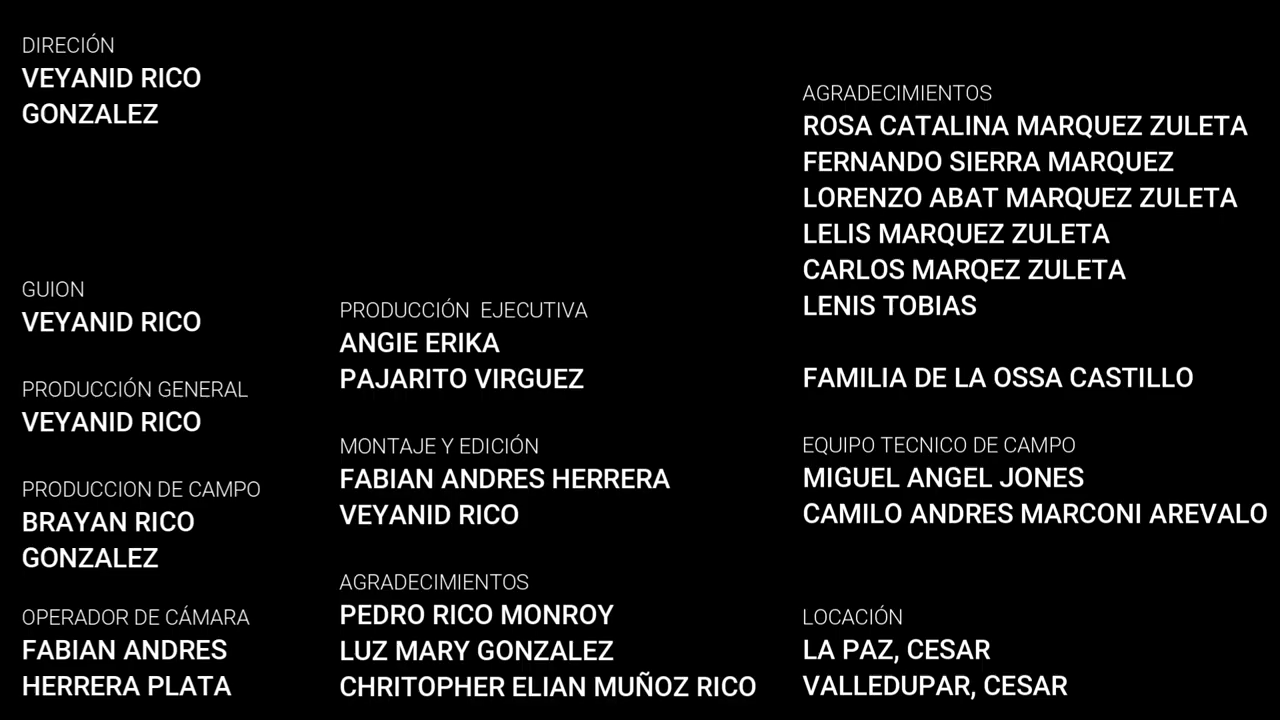 DIRECIÓN
VEYANID RICO
GONZALEZ
GUION
VEYANID RICO
PRODUCCIÓN GENERAL
VEYANID RICO
PRODUCCION DE CAMPO
BRAYAN RICO
GONZALEZ
OPERADOR DE CÁMARA
FABIAN ANDRES
HERRERA PLATA
PRODUCCIÓN  EJECUTIVA
ANGIE ERIKA
PAJARITO VIRGUEZ
MONTAJE Y EDICIÓN
FABIAN ANDRES HERRERA
VEYANID RICO
AGRADECIMIENTOS
PEDRO RICO MONROY
LUZ MARY GONZALEZ
CHRITOPHER ELIAN MUÑOZ RICO
AGRADECIMIENTOS
ROSA CATALINA MARQUEZ ZULETA
FERNANDO SIERRA MARQUEZ
LORENZO ABAT MARQUEZ ZULETA
LELIS MARQUEZ ZULETA
CARLOS MARQEZ ZULETA
LENIS TOBIAS
FAMILIA DE LA OSSA CASTILLO
EQUIPO TECNICO DE CAMPO
MIGUEL ANGEL JONES
CAMILO ANDRES MARCONI AREVALO
LOCACIÓN
LA PAZ, CESAR
VALLEDUPAR, CESAR